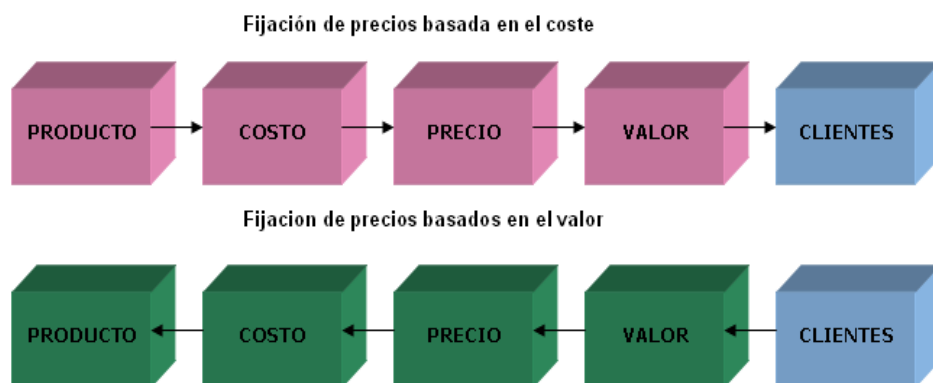 Fijación de precios basada en el coste
PRODUCTO COSTO PRECIO VALOR CLIENTES
Fijacion de precios basados en el valor
PRODUCTO COSTO PRECIO VALOR CLIENTES